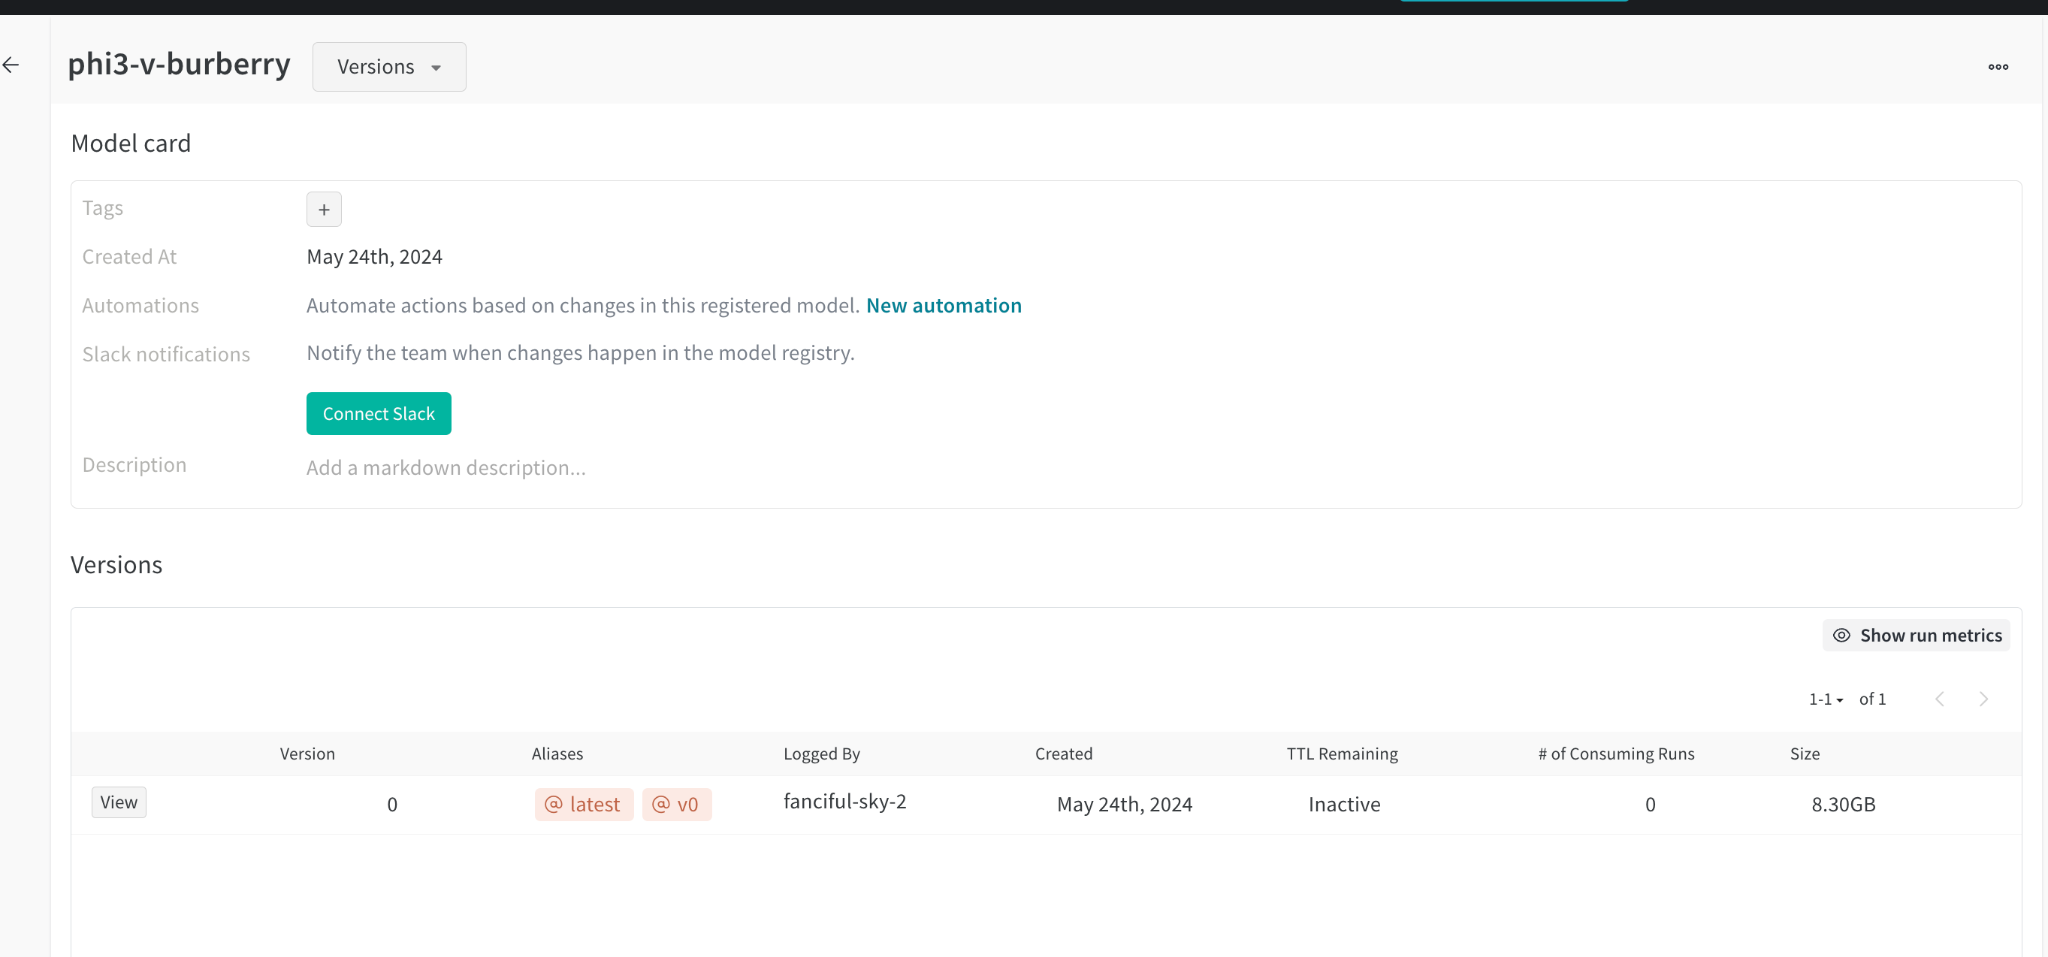 phi3-v-burberry Versions
Model card
Tags +
Created At May 24th, 2024
Automations Automate actions based on changes in this registered model. New automation
Slack notifications Notify the team when changes happen in the model registry.
Connect Slack
Description Add a markdown description...
Versions
Show run metrics
1-1 of 1
Version Aliases Logged By Created TTL Remaining # of Consuming Runs Size
View 0 @ latest @ v0 fanciful-sky-2 May 24th, 2024 Inactive 0 8.30GB